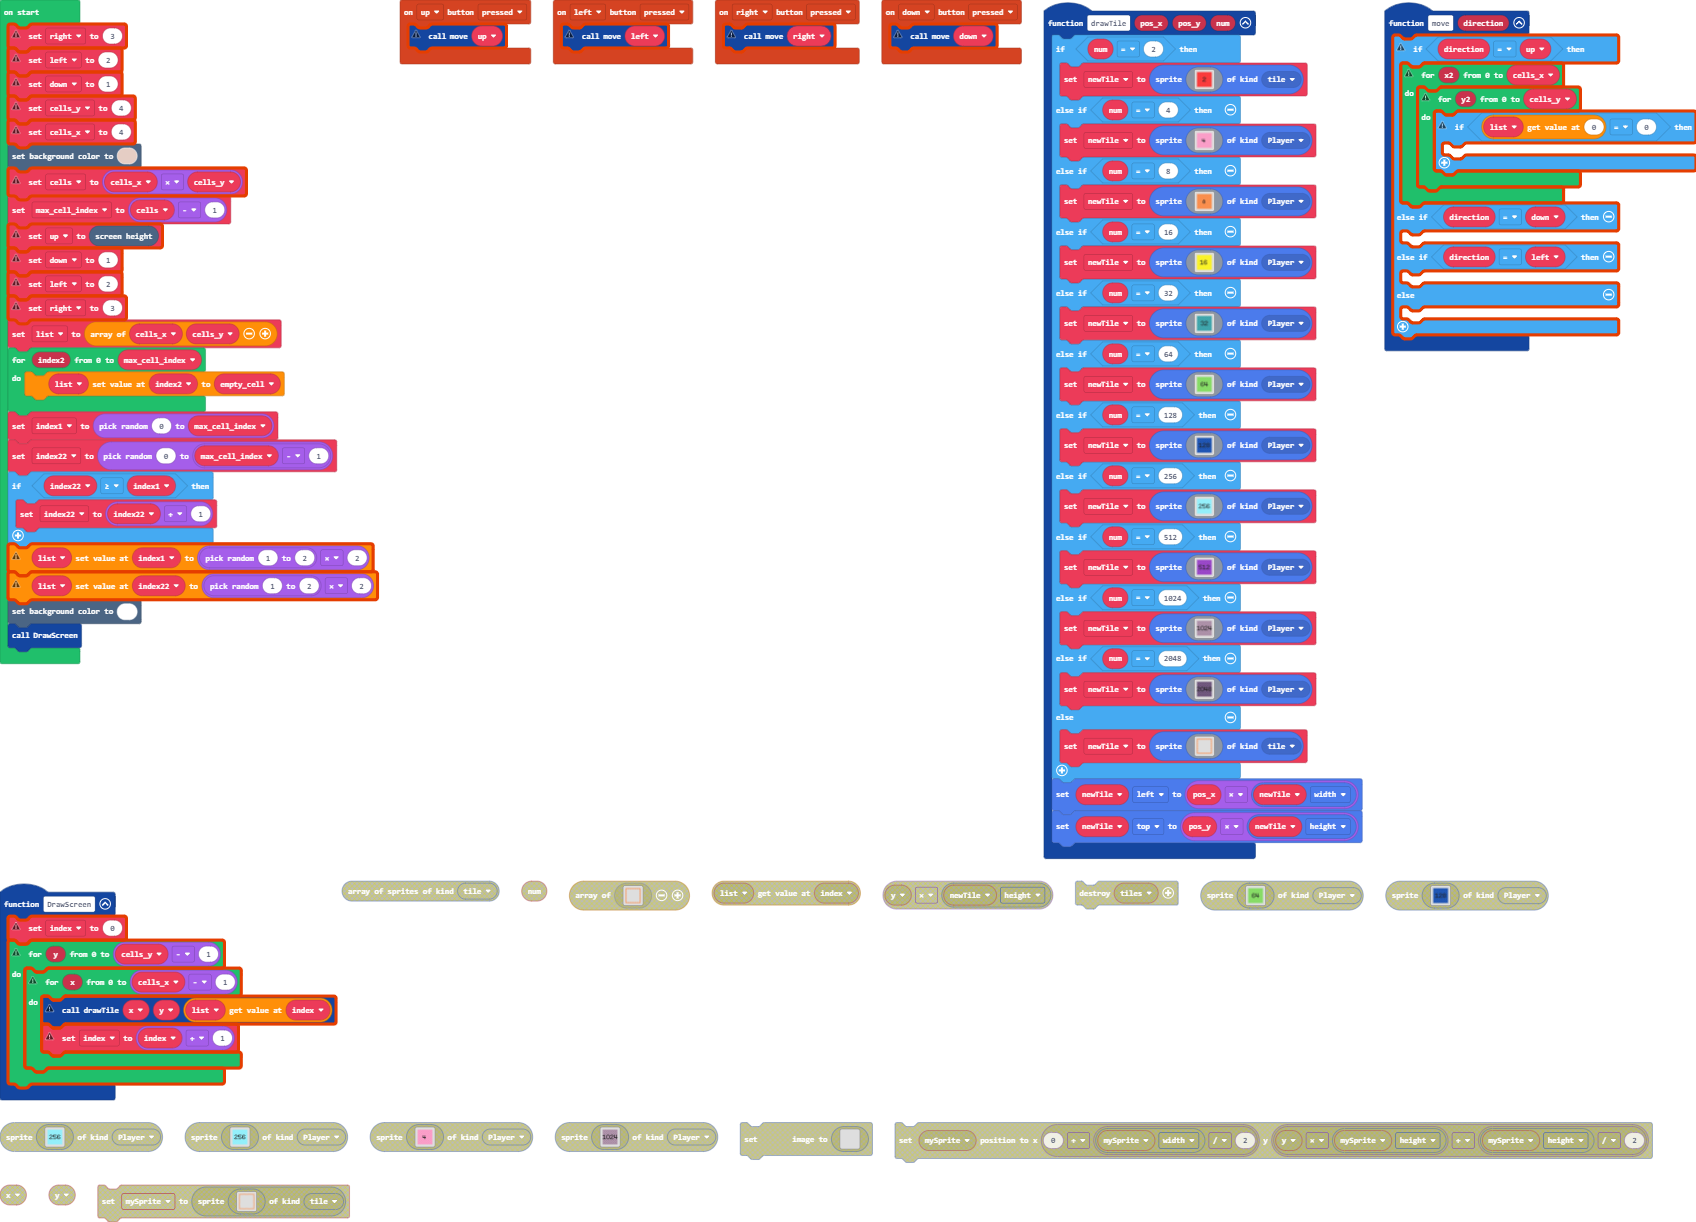 on start
set right to 3
set left to 2
set down to 1
set cells_y to 4
set cells_x to 4
set background color to
set cells to cells_x × cells_y
set max_cell_index to cells - 1
set up to screen height
set down to 1
set left to 2
set right to 3
set list to array of cells_x cells_y
for index2 from 0 to max_cell_index
do
list set value at index2 to empty_cell
set index1 to pick random 0 to max_cell_index
set index22 to pick random 0 to max_cell_index - 1
if index22 ≥ index1 then
set index22 to index22 + 1
list set value at index1 to pick random 1 to 2 × 2
list set value at index22 to pick random 1 to 2 × 2
set background color to
call DrawScreen
on up button pressed
call move up
on left button pressed
call move left
on right button pressed
call move right
on down button pressed
call move down
function drawTile pos_x pos_y num
if num = 2 then
set newTile to sprite 2 of kind tile
else if num = 4 then
set newTile to sprite 4 of kind Player
else if num = 8 then
set newTile to sprite 8 of kind Player
else if num = 16 then
set newTile to sprite 16 of kind Player
else if num = 32 then
set newTile to sprite 32 of kind Player
else if num = 64 then
set newTile to sprite 64 of kind Player
else if num = 128 then
set newTile to sprite 128 of kind Player
else if num = 256 then
set newTile to sprite 256 of kind Player
else if num = 512 then
set newTile to sprite 512 of kind Player
else if num = 1024 then
set newTile to sprite 1024 of kind Player
else if num = 2048 then
set newTile to sprite of kind Player
else
set newTile to sprite of kind tile
set newTile left to pos_x × newTile width
set newTile top to pos_y × newTile height
function move direction
if direction = up then
for x2 from 0 to cells_x
do
for y2 from 0 to cells_y
do
if list get value at 0 = 0 then
else if direction = down then
else if direction = left then
else
function DrawScreen
set index to 0
for y from 0 to cells_y - 1
do
for x from 0 to cells_x - 1
do
call drawTile x y list get value at index
set index to index + 1
array of sprites of kind tile
num
array of
list get value at index
y × newTile height
destroy tiles
sprite 64 of kind Player
sprite 128 of kind Player
sprite 256 of kind Player
sprite 256 of kind Player
sprite 4 of kind Player
sprite 1024 of kind Player
set image to
set mySprite position to x 0 + mySprite width / 2 y y × mySprite height + mySprite height / 2
x
y
set mySprite to sprite of kind tile